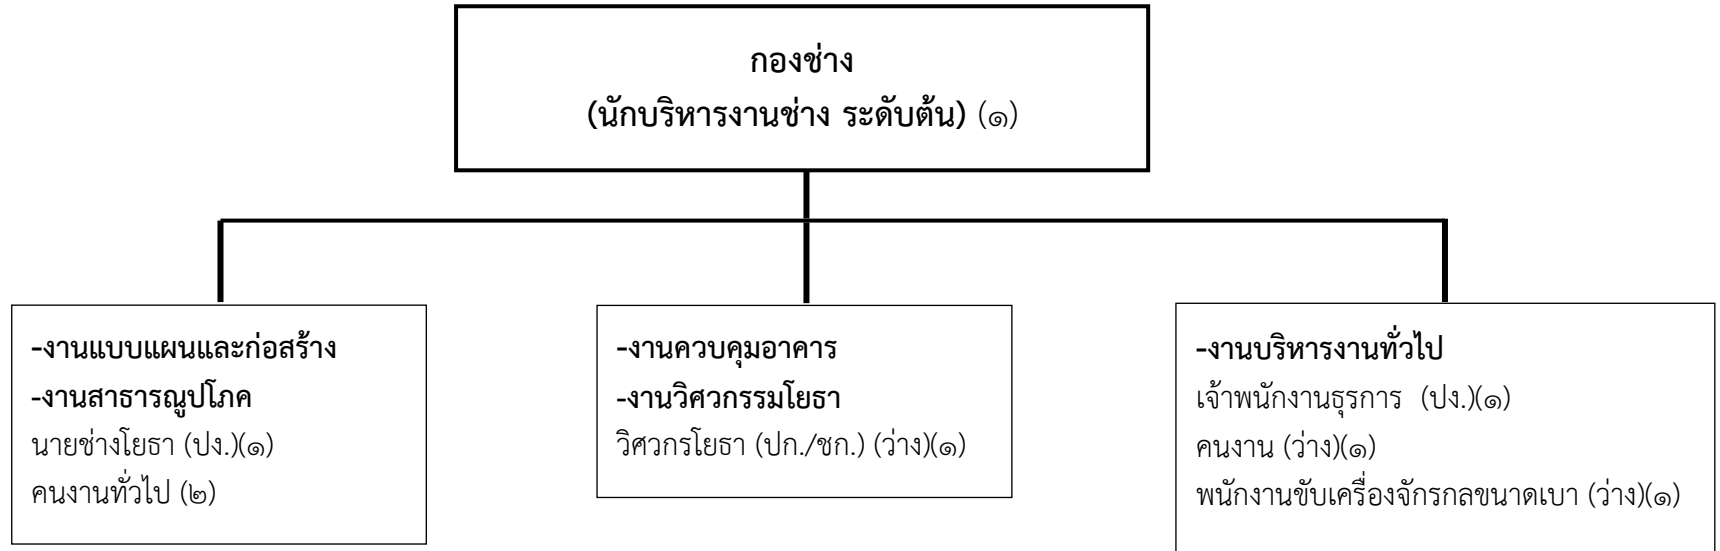 กองช่าง
(นักบริหารงานช่าง ระดับต้น) (๑)
-งานแบบแผนและก่อสร้าง
-งานสาธารณูปโภค
นายช่างโยธา (ปง.)(๑)
คนงานทั่วไป (๒)
-งานควบคุมอาคาร
-งานวิศวกรรมโยธา
วิศวกรโยธา (ปก./ชก.) (ว่าง)(๑)
-งานบริหารงานทั่วไป
เจ้าพนักงานธุรการ (ปง.)(๑)
คนงาน (ว่าง)(๑)
พนักงานขับเครื่องจักรกลขนาดเบา (ว่าง)(๑)